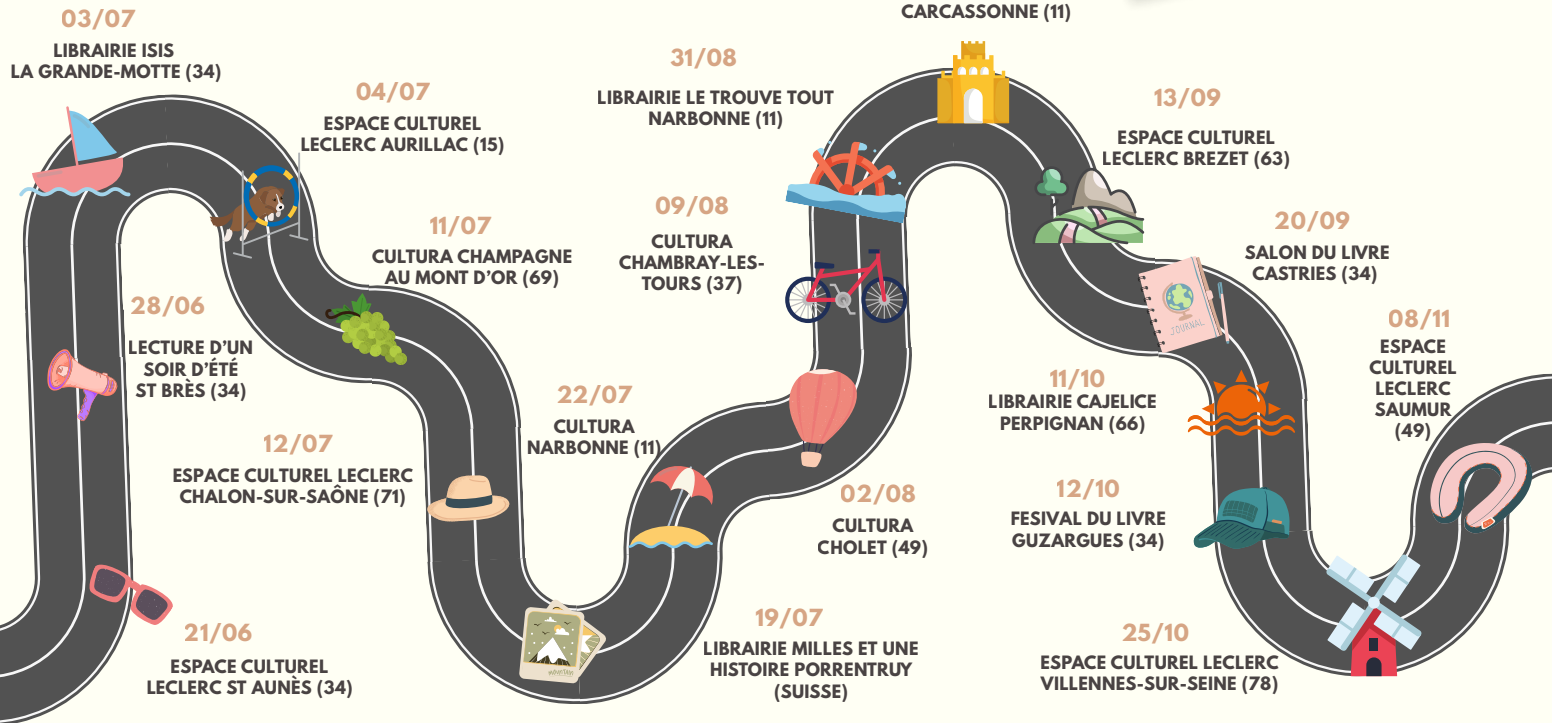 21/06
ESPACE CULTUREL
LECLERC ST AUNÈS (34)
28/06
LECTURE D'UN
SOIR D'ÉTÉ
ST BRÈS (34)
03/07
LIBRAIRIE ISIS
LA GRANDE-MOTTE (34)
04/07
ESPACE CULTUREL
LECLERC AURILLAC (15)
11/07
CULTURA CHAMPAGNE
AU MONT D'OR (69)
12/07
ESPACE CULTUREL LECLERC
CHALON-SUR-SAÔNE (71)
19/07
LIBRAIRIE MILLES ET UNE
HISTOIRE PORRENTRUY
(SUISSE)
22/07
CULTURA
NARBONNE (11)
02/08
CULTURA
CHOLET (49)
09/08
CULTURA
CHAMBRAY-LES-
TOURS (37)
31/08
LIBRAIRIE LE TROUVE TOUT
NARBONNE (11)
CARCASSONNE (11)
13/09
ESPACE CULTUREL
LECLERC BREZET (63)
20/09
SALON DU LIVRE
CASTRIES (34)
JOURNAL
11/10
LIBRAIRIE CAJELICE
PERPIGNAN (66)
12/10
FESIVAL DU LIVRE
GUZARGUES (34)
25/10
ESPACE CULTUREL LECLERC
VILLENNES-SUR-SEINE (78)
08/11
ESPACE
CULTUREL
LECLERC
SAUMUR
(49)